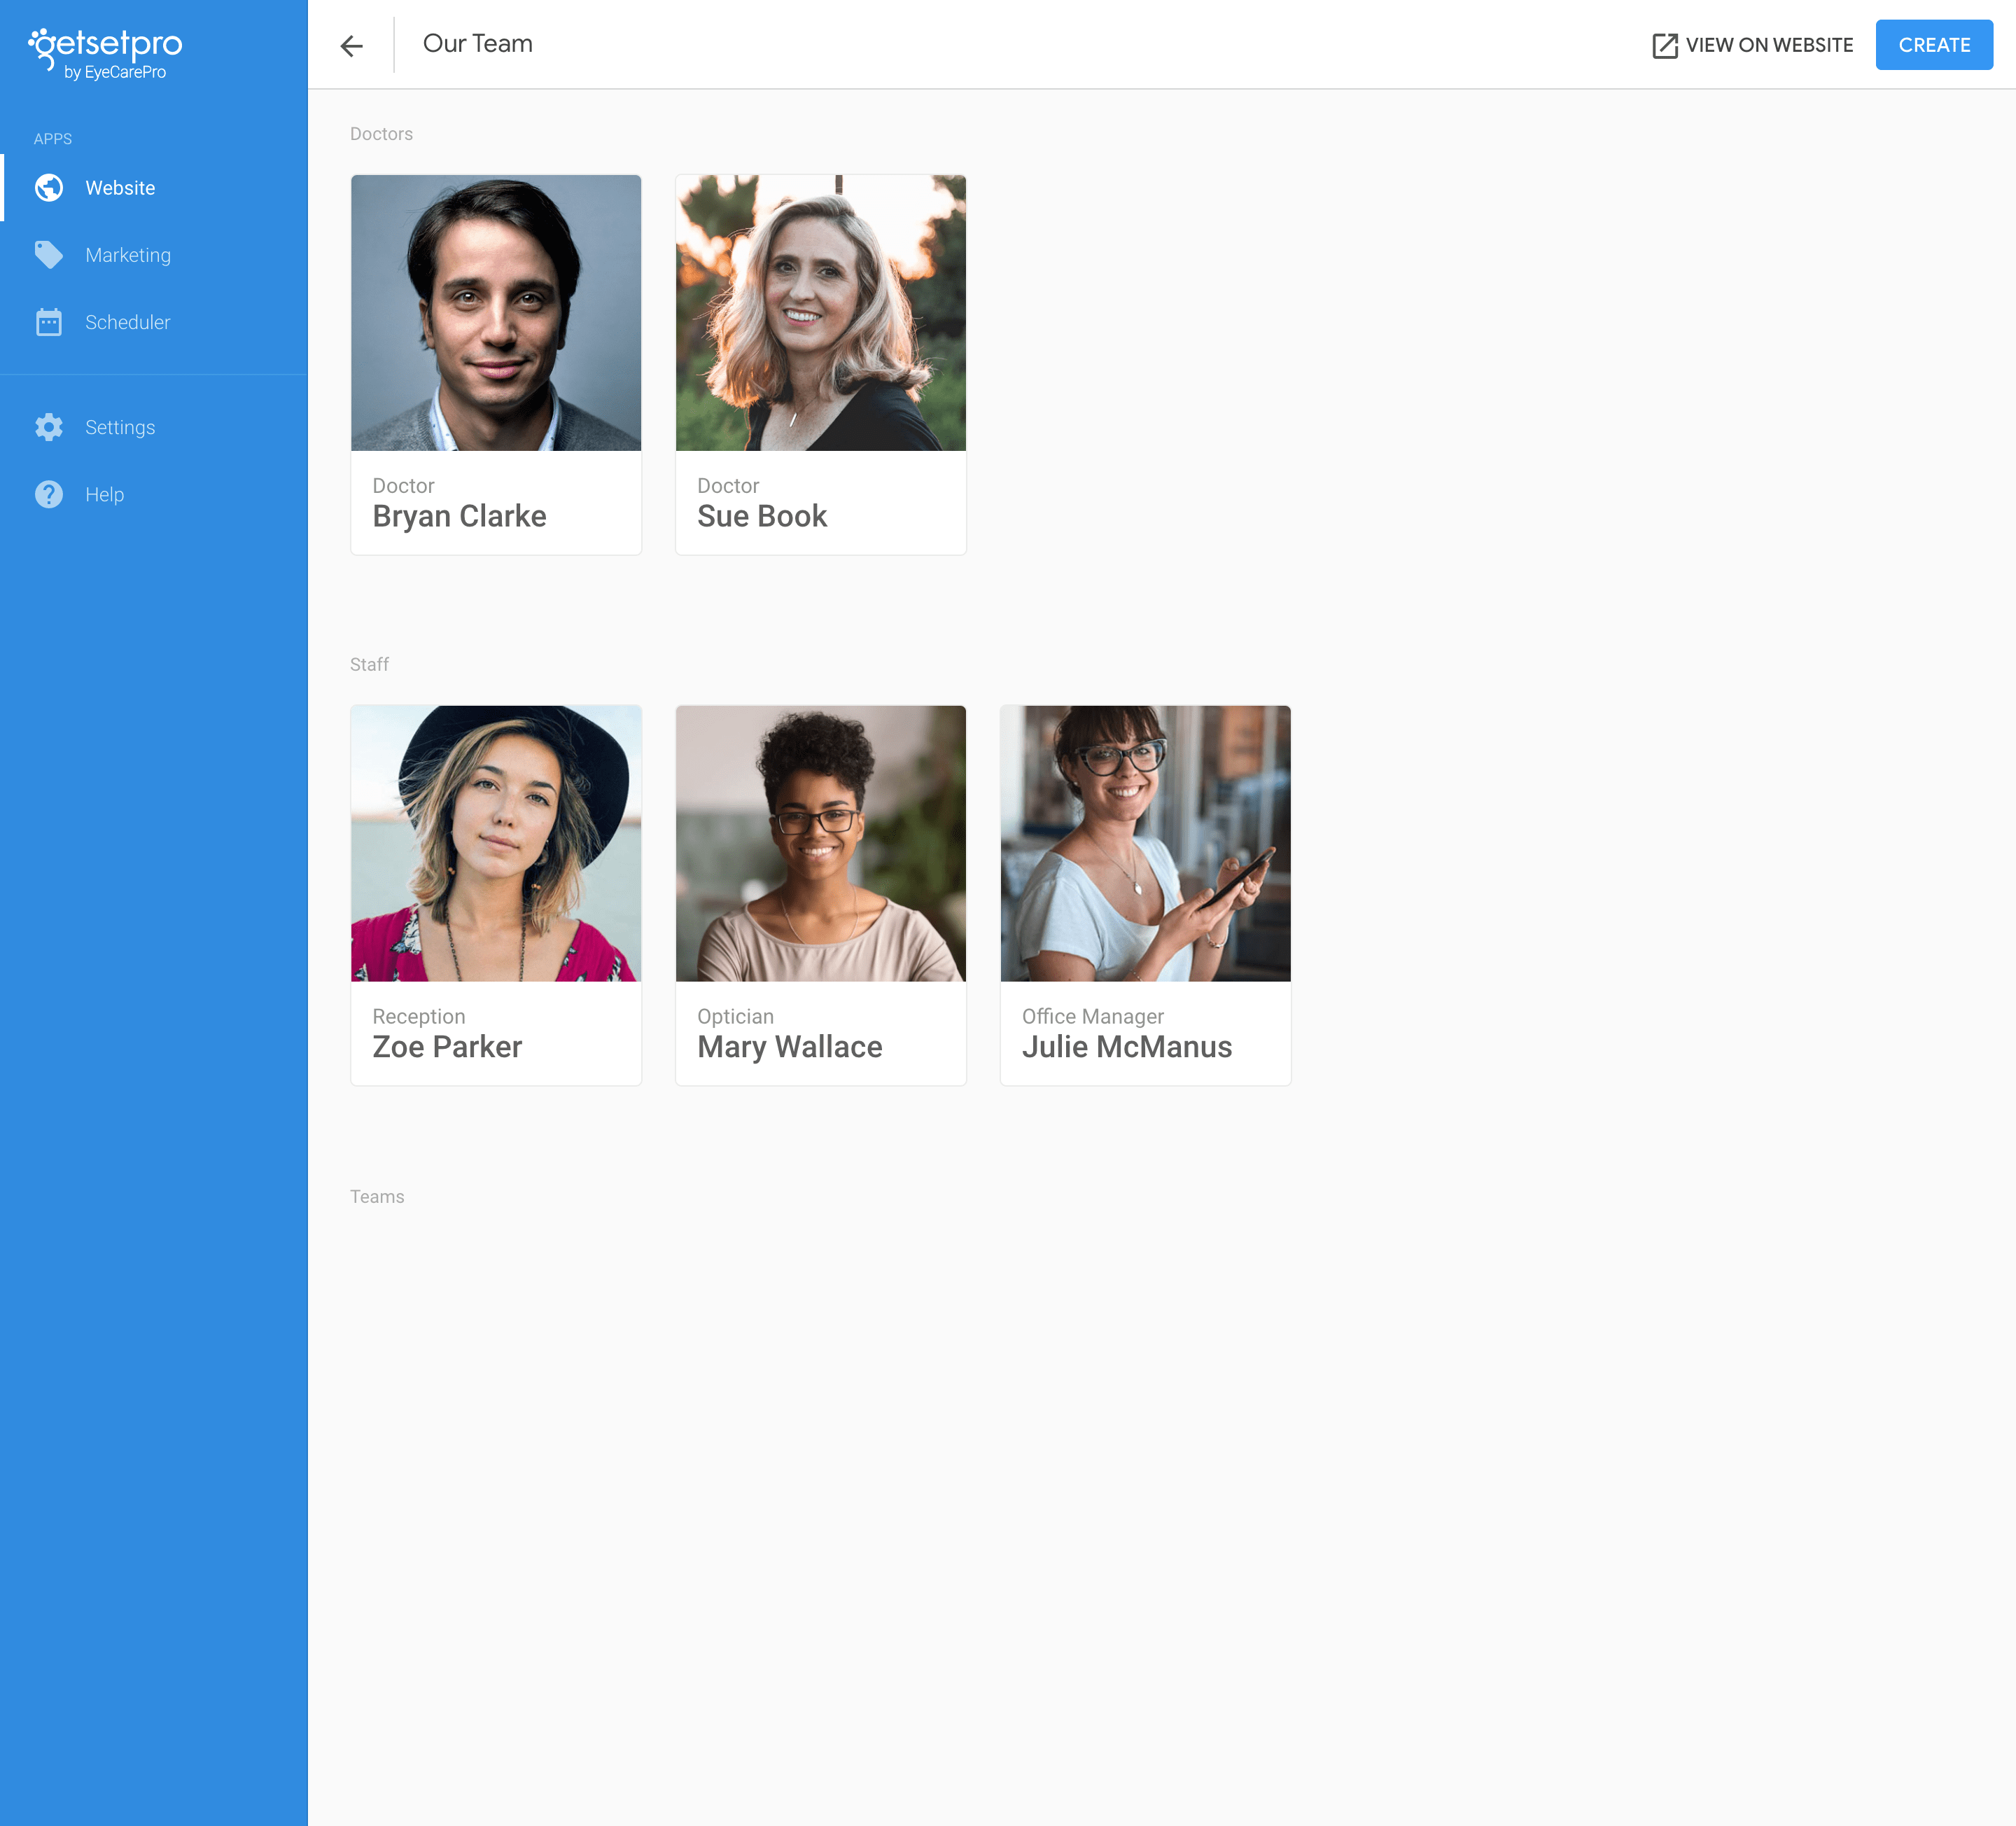 getsetpro
by EyeCarePro
APPS
Website
Marketing
Scheduler
Settings
Help
Our Team
VIEW ON WEBSITE
CREATE
Doctors
Doctor
Bryan Clarke
Doctor
Sue Book
Staff
Reception
Zoe Parker
Optician
Mary Wallace
Office Manager
Julie McManus
Teams